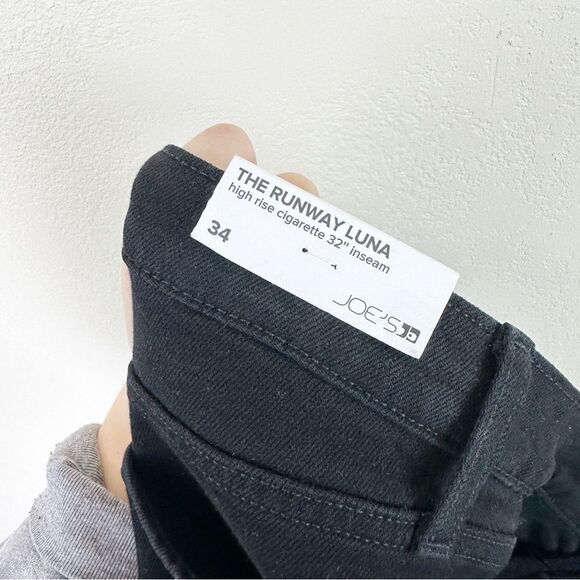 THE RUNWAY LUNA
high rise cigarette 32" inseam
34
JOE'S